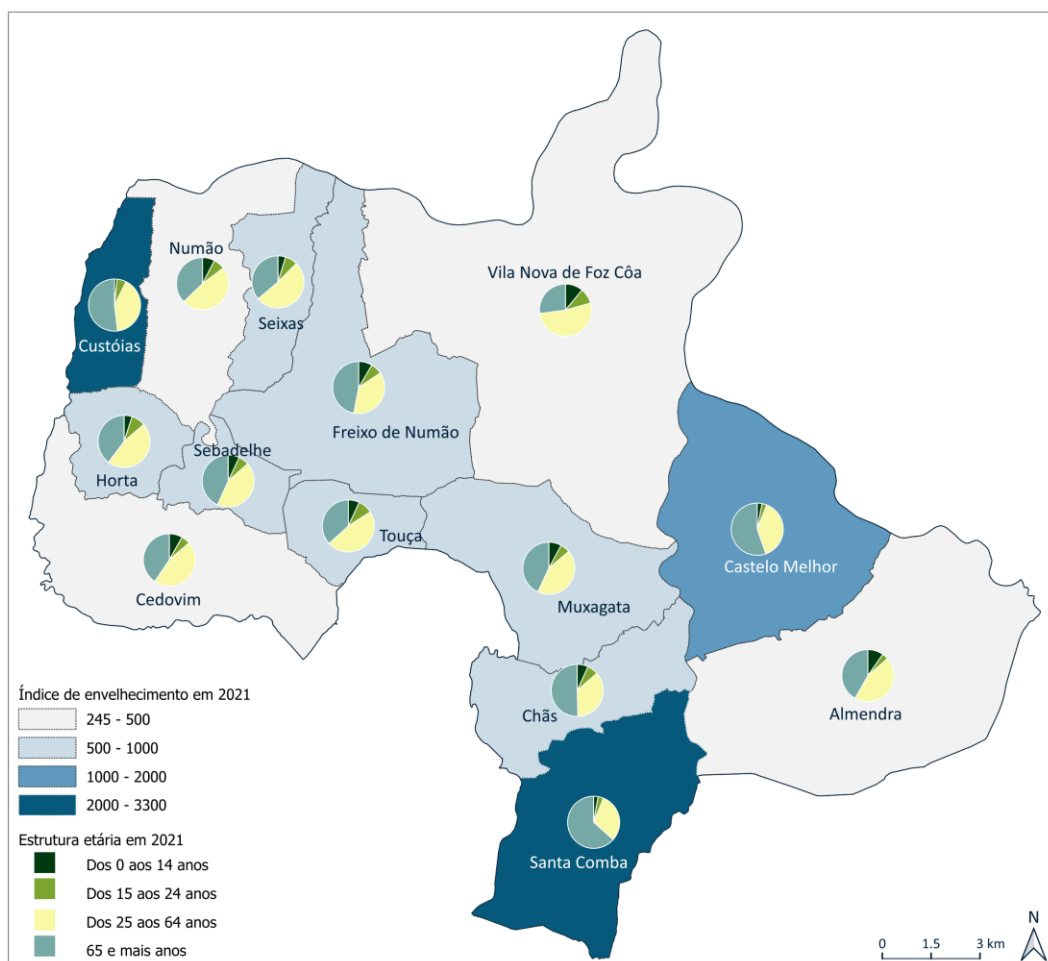 Numão
Vila Nova de Foz Côa
Seixas
Custóias
Freixo de Numão
Sebadelhe
Horta
Touça
Castelo Melhor
Cedovim
Muxagata
Chãs
Almendra
Santa Comba
Índice de envelhecimento em 2021
245 - 500
500 - 1000
1000 - 2000
2000 - 3300
Estrutura etária em 2021
Dos 0 aos 14 anos
Dos 15 aos 24 anos
Dos 25 aos 64 anos
65 e mais anos
N
0 1.5 3 km